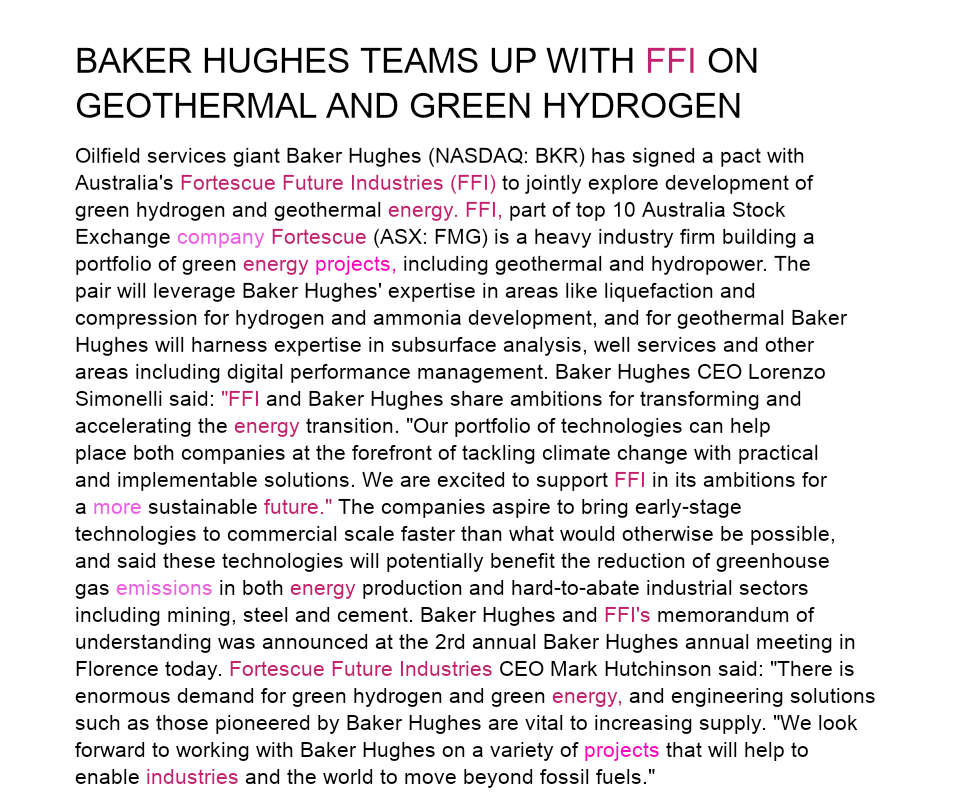 BAKER HUGHES TEAMS UP WITH FFI ON
GEOTHERMAL AND GREEN HYDROGEN
Oilfield services giant Baker Hughes (NASDAQ: BKR) has signed a pact with
Australia's Fortescue Future Industries (FFI) to jointly explore development of
green hydrogen and geothermal energy. FFI, part of top 10 Australia Stock
Exchange company Fortescue (ASX: FMG) is a heavy industry firm building a
portfolio of green energy projects, including geothermal and hydropower. The
pair will leverage Baker Hughes' expertise in areas like liquefaction and
compression for hydrogen and ammonia development, and for geothermal Baker
Hughes will harness expertise in subsurface analysis, well services and other
areas including digital performance management. Baker Hughes CEO Lorenzo
Simonelli said: "FFI and Baker Hughes share ambitions for transforming and
accelerating the energy transition. "Our portfolio of technologies can help
place both companies at the forefront of tackling climate change with practical
and implementable solutions. We are excited to support FFI in its ambitions for
a more sustainable future." The companies aspire to bring early-stage
technologies to commercial scale faster than what would otherwise be possible,
and said these technologies will potentially benefit the reduction of greenhouse
gas emissions in both energy production and hard-to-abate industrial sectors
including mining, steel and cement. Baker Hughes and FFI's memorandum of
understanding was announced at the 2rd annual Baker Hughes annual meeting in
Florence today. Fortescue Future Industries CEO Mark Hutchinson said: "There is
enormous demand for green hydrogen and green energy, and engineering solutions
such as those pioneered by Baker Hughes are vital to increasing supply. "We look
forward to working with Baker Hughes on a variety of projects that will help to
enable industries and the world to move beyond fossil fuels."